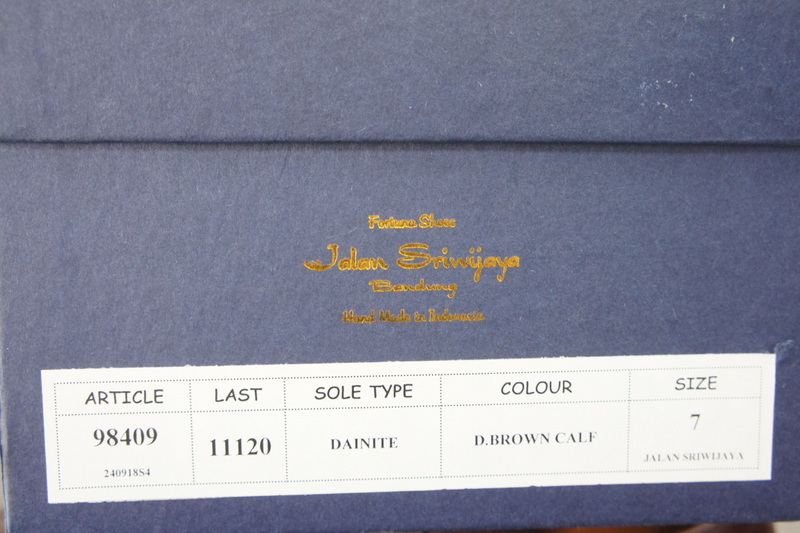 Fortuna Shoes
Jalan Sriwijaya
Bandung
Hand Made in Indonesia
ARTICLE LAST SOLE TYPE COLOUR SIZE
98409 11120 DAINITE D.BROWN CALF 7
240918S4 JALAN SRIWIJAYA